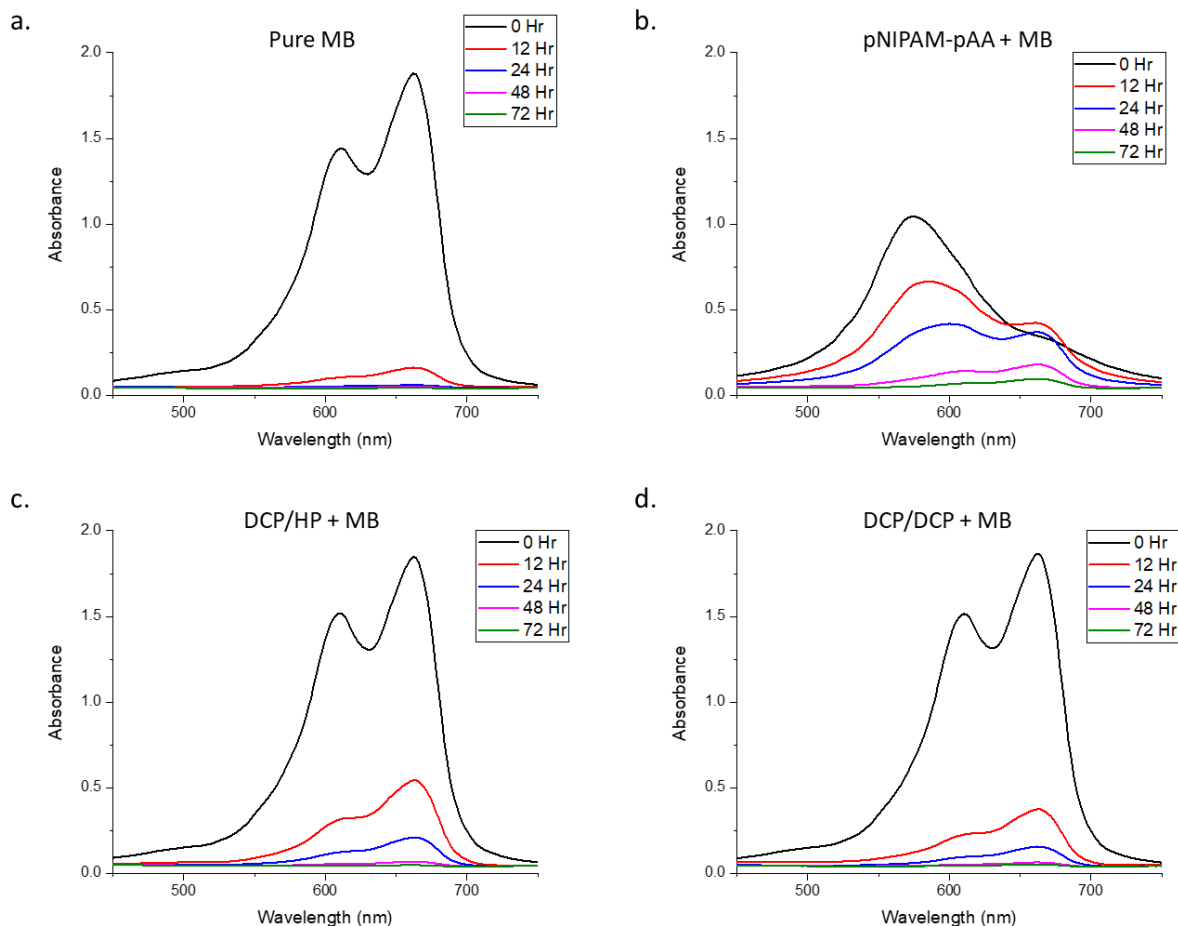 a.
Pure MB
0 Hr
12 Hr
24 Hr
48 Hr
72 Hr
2.0
1.5
1.0
0.5
0.0
Absorbance
500
600
700
Wavelength (nm)
b.
pNIPAM-pAA + MB
0 Hr
12 Hr
24 Hr
48 Hr
72 Hr
2.0
1.5
1.0
0.5
0.0
Absorbance
500
600
700
Wavelength (nm)
c.
DCP/HP + MB
0 Hr
12 Hr
24 Hr
48 Hr
72 Hr
2.0
1.5
1.0
0.5
0.0
Absorbance
500
600
700
Wavelength (nm)
d.
DCP/DCP + MB
0 Hr
12 Hr
24 Hr
48 Hr
72 Hr
2.0
1.5
1.0
0.5
0.0
Absorbance
500
600
700
Wavelength (nm)